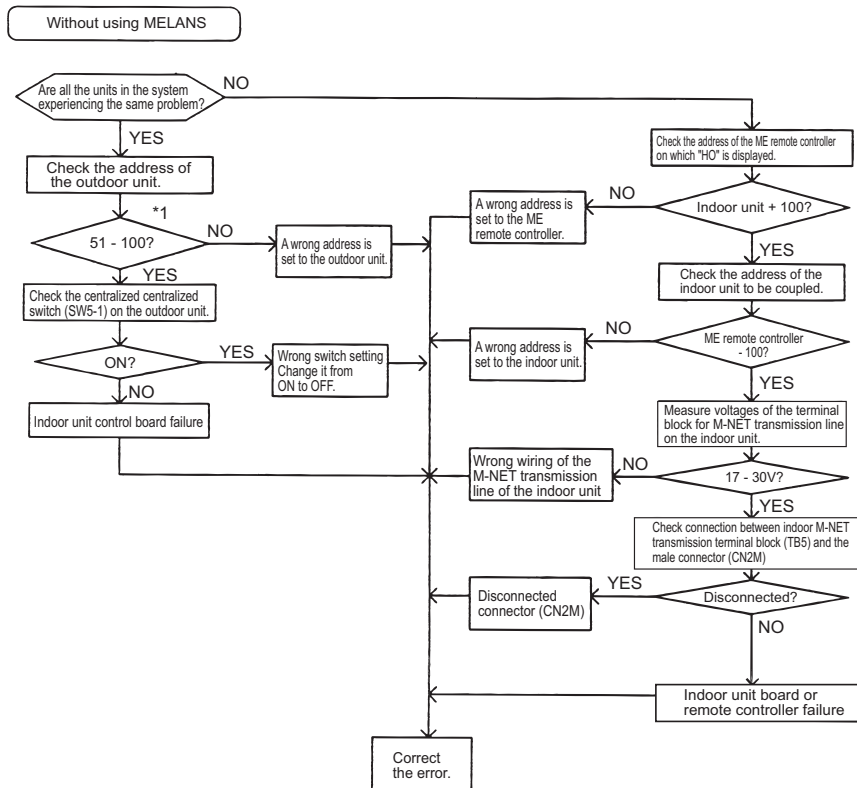 Without using MELANS
Are all the units in the system
experiencing the same problem?
NO
YES
Check the address of
the outdoor unit.
*1
51 - 100?
NO
A wrong address is
set to the outdoor unit.
YES
Check the centralized centralized
switch (SW5-1) on the outdoor unit.
ON?
YES
Wrong switch setting
Change it from
ON to OFF.
NO
Indoor unit control board failure
Check the address of the ME remote controller
on which "HO" is displayed.
Indoor unit + 100?
NO
A wrong address is
set to the ME
remote controller.
YES
Check the address of the
indoor unit to be coupled.
ME remote controller
- 100?
NO
A wrong address is
set to the indoor unit.
YES
Measure voltages of the terminal
block for M-NET transmission line
on the indoor unit.
17 - 30V?
NO
Wrong wiring of the
M-NET transmission
line of the indoor unit
YES
Check connection between indoor M-NET
transmission terminal block (TB5) and the
male connector (CN2M)
Disconnected?
YES
Disconnected
connector (CN2M)
NO
Indoor unit board or
remote controller failure
Correct
the error.